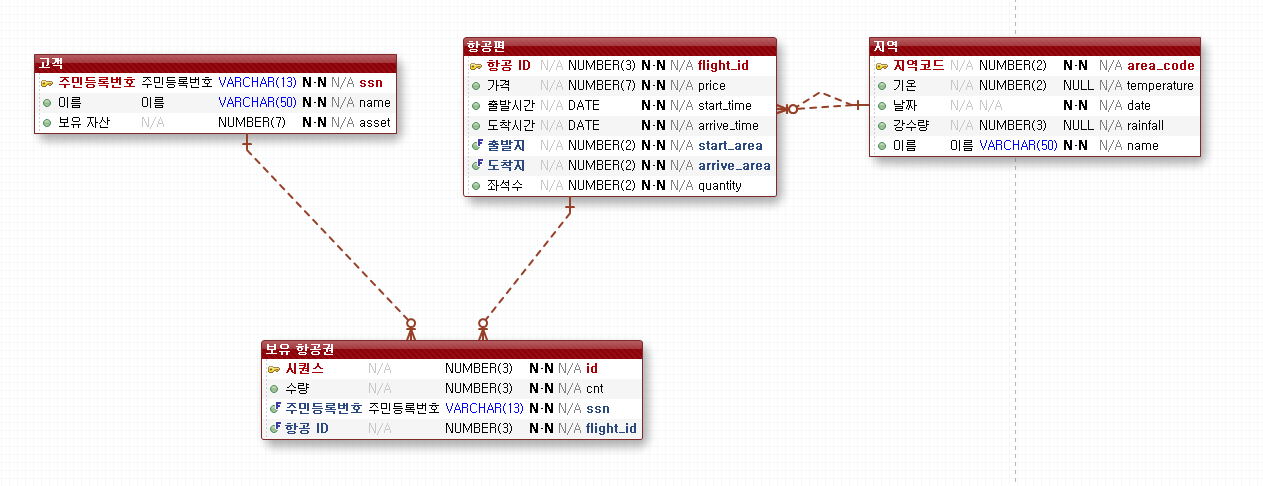 고객
주민등록번호 주민등록번호 VARCHAR(13) N-N N/A ssn
이름 이름 VARCHAR(50) N-N N/A name
보유 자산 N/A NUMBER(7) N-N N/A asset
항공편
항공 ID N/A NUMBER(3) N-N N/A flight_id
가격 N/A NUMBER(7) N-N N/A price
출발시간 N/A DATE N-N N/A start_time
도착시간 N/A DATE N-N N/A arrive_time
출발지 N/A NUMBER(2) N-N N/A start_area
도착지 N/A NUMBER(2) N-N N/A arrive_area
좌석수 N/A NUMBER(2) N-N N/A quantity
지역
지역코드 N/A NUMBER(2) N-N N/A area_code
기온 N/A NUMBER(2) NULL N/A temperature
날짜 N/A N/A N-N N/A date
강수량 N/A NUMBER(3) NULL N/A rainfall
이름 이름 VARCHAR(50) N-N N/A name
보유 항공권
시퀀스 N/A NUMBER(3) N-N N/A id
수량 N/A NUMBER(3) N-N N/A cnt
주민등록번호 주민등록번호 VARCHAR(13) N-N N/A ssn
항공 ID N/A NUMBER(3) N-N N/A flight_id